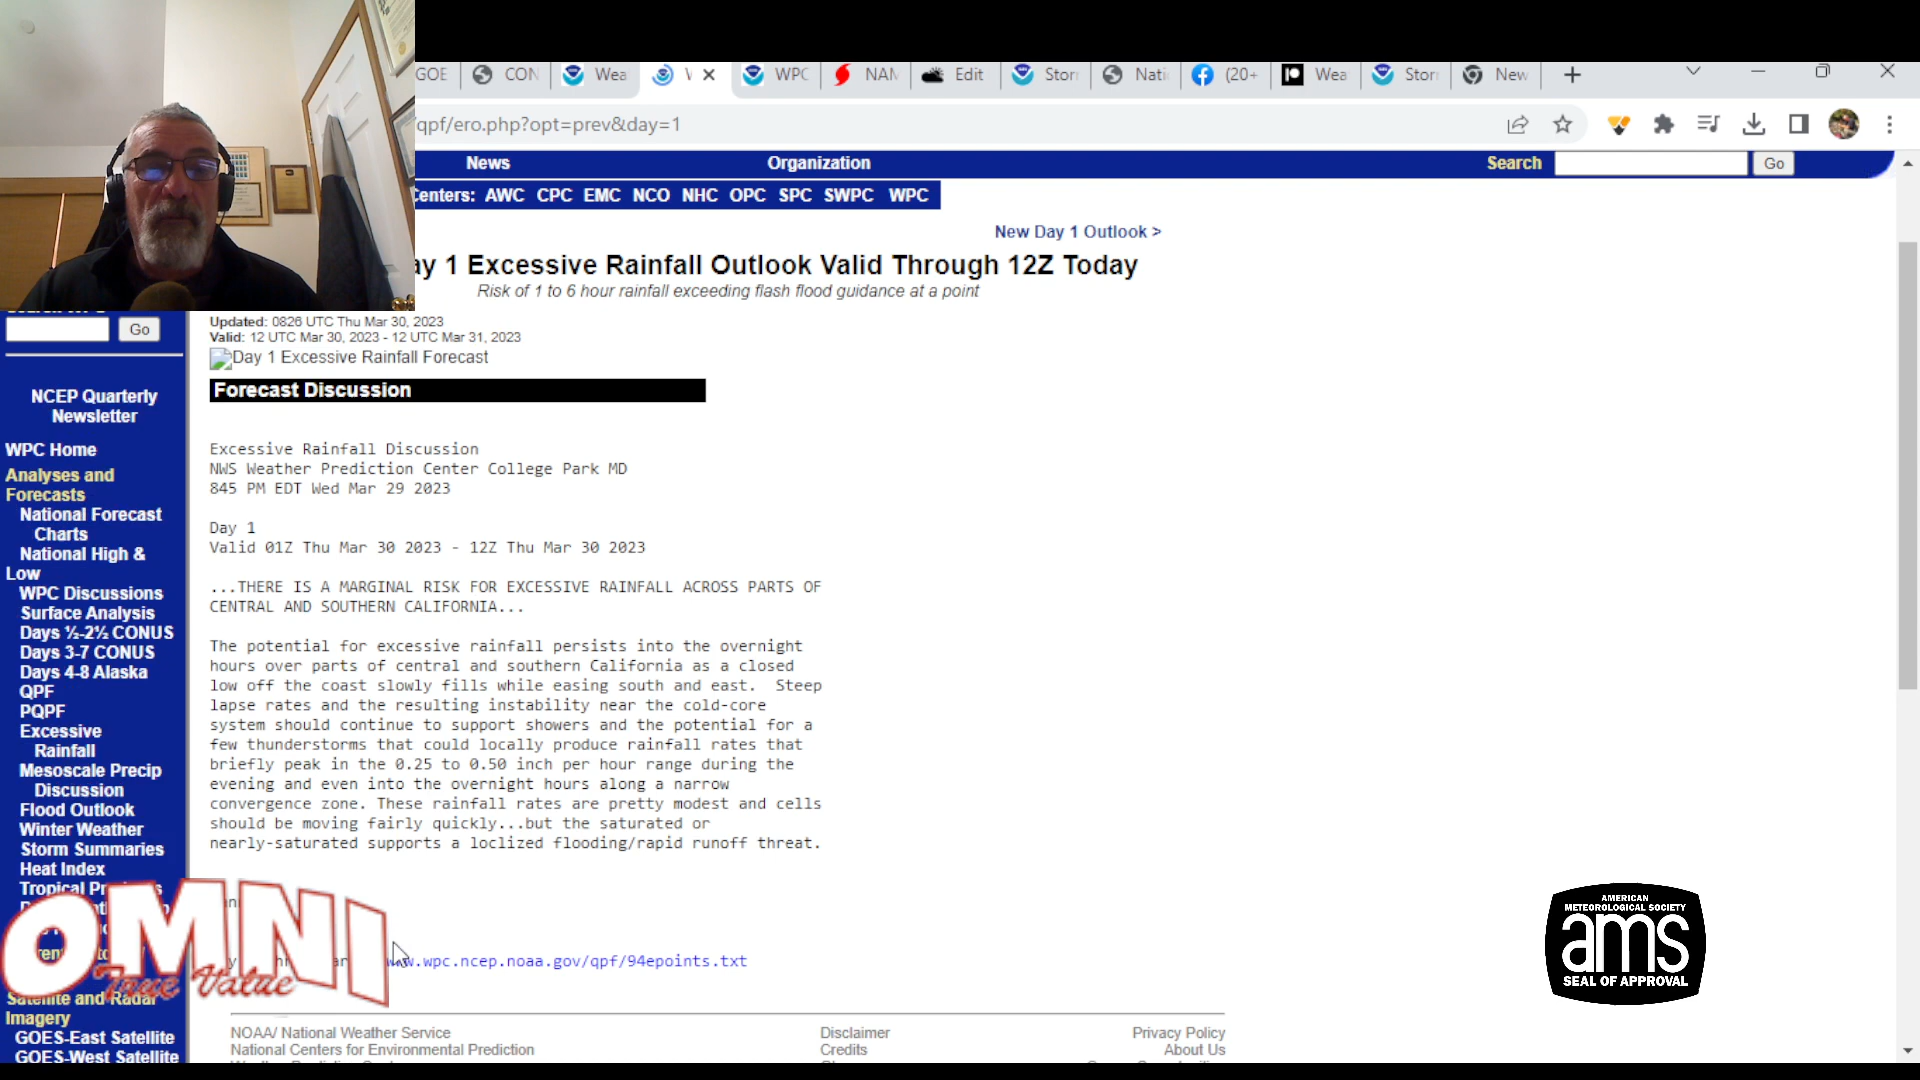 GOE
CON
Wea
WPC
NAM
Edit
Stor
Nati
(20+
Wea
Stor
New
qpf/ero.php?opt=prev&day=1
News
Organization
Search
Go
enters: AWC CPC EMC NCO NHC OPC SPC SWPC WPC
New Day 1 Outlook >
ay 1 Excessive Rainfall Outlook Valid Through 12Z Today
Risk of 1 to 6 hour rainfall exceeding flash flood guidance at a point
Updated: 0826 UTC Thu Mar 30, 2023
Valid: 12 UTC Mar 30, 2023 - 12 UTC Mar 31, 2023
Day 1 Excessive Rainfall Forecast
Forecast Discussion
Excessive Rainfall Discussion
NWS Weather Prediction Center College Park MD
845 PM EDT Wed Mar 29 2023
Day 1
Valid 01Z Thu Mar 30 2023 - 12Z Thu Mar 30 2023
...THERE IS A MARGINAL RISK FOR EXCESSIVE RAINFALL ACROSS PARTS OF
CENTRAL AND SOUTHERN CALIFORNIA...
The potential for excessive rainfall persists into the overnight
hours over parts of central and southern California as a closed
low off the coast slowly fills while easing south and east.  Steep
lapse rates and the resulting instability near the cold-core
system should continue to support showers and the potential for a
few thunderstorms that could locally produce rainfall rates that
briefly peak in the 0.25 to 0.50 inch per hour range during the
evening and even into the overnight hours along a narrow
convergence zone. These rainfall rates are pretty modest and cells
should be moving fairly quickly...but the saturated or
nearly-saturated supports a loclized flooding/rapid runoff threat.
www.wpc.ncep.noaa.gov/qpf/94epoints.txt
Go
NCEP Quarterly
Newsletter
WPC Home
Analyses and
Forecasts
National Forecast
Charts
National High &
Low
WPC Discussions
Surface Analysis
Days ½-2½ CONUS
Days 3-7 CONUS
Days 4-8 Alaska
QPF
PQPF
Excessive
Rainfall
Mesoscale Precip
Discussion
Flood Outlook
Winter Weather
Storm Summaries
Heat Index
Tropical Pr
Satellite and Radar
Imagery
GOES-East Satellite
GOES-West Satellite
OMNI
True Value
AMERICAN
METEOROLOGICAL SOCIETY
ams
SEAL OF APPROVAL
NOAA/ National Weather Service
National Centers for Environmental Prediction
Disclaimer
Credits
Privacy Policy
About Us